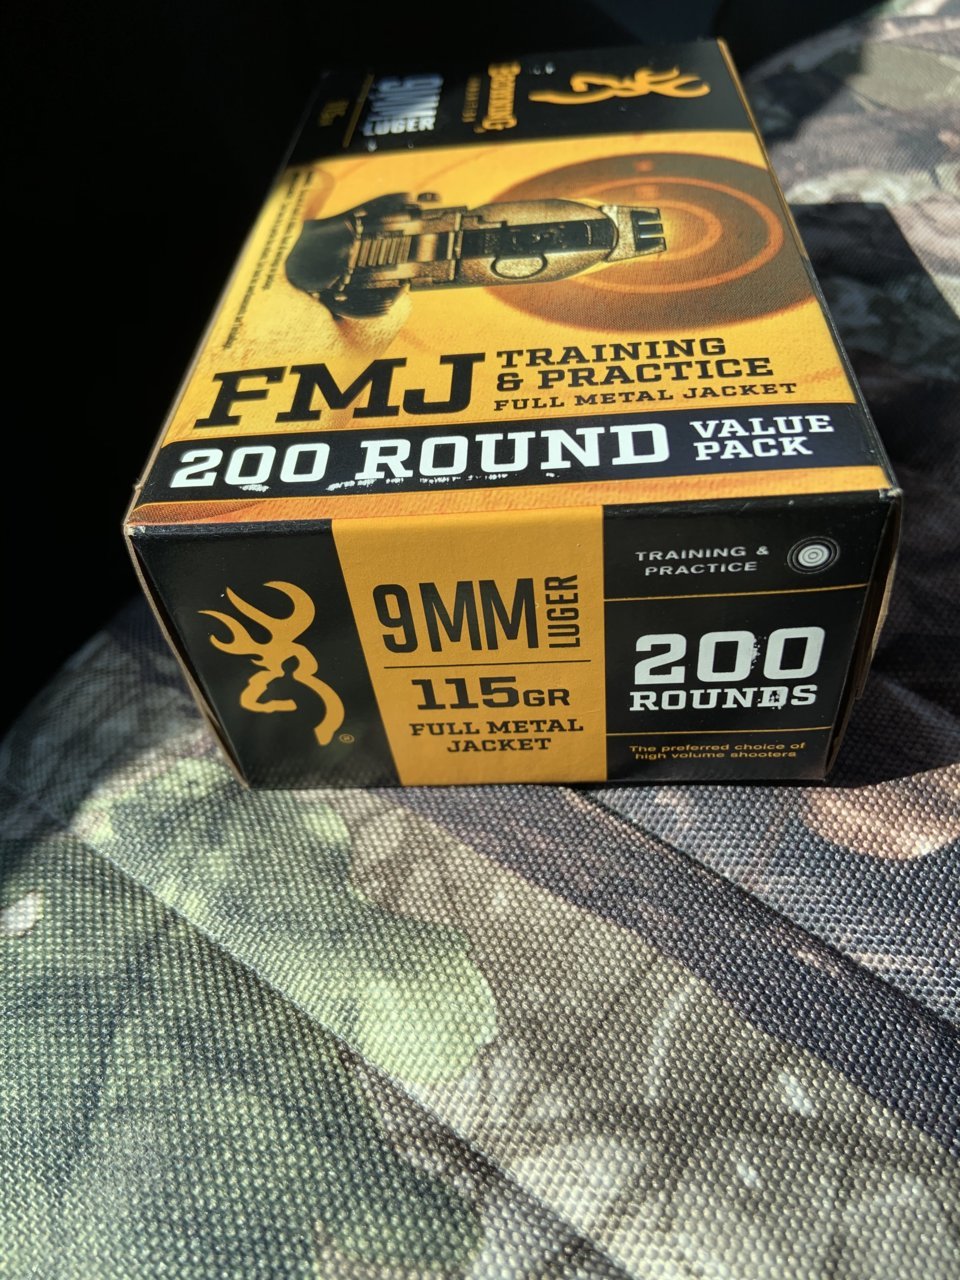 9MM
LUGER
BROWNING
FMJ
TRAINING
& PRACTICE
FULL METAL JACKET
200 ROUND
VALUE
PACK
9MM
LUGER
115GR
FULL METAL
JACKET
®
TRAINING &
PRACTICE
200
ROUNDS
The preferred choice of
high volume shooters